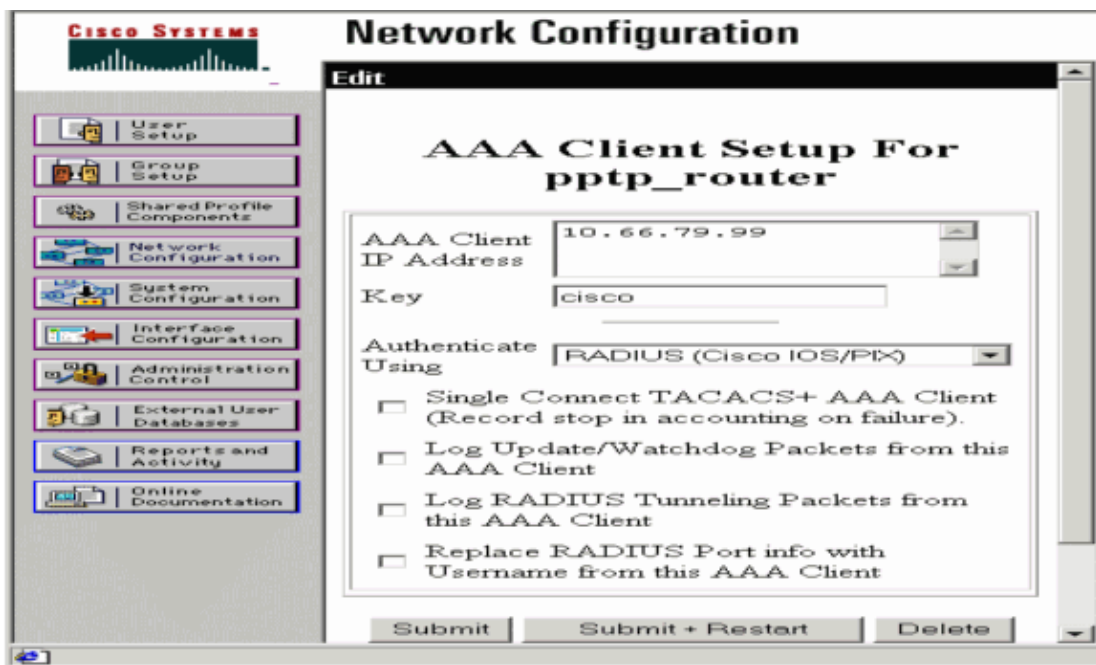 CISCO SYSTEMS
Network Configuration
Edit
User
Setup
Group
Setup
Shared Profile
Components
Network
Configuration
System
Configuration
Interface
Configuration
Administration
Control
External User
Databases
Reports and
Activity
Online
Documentation
AAA Client Setup For
pptp_router
AAA Client
IP Address
10.66.79.99
Key
cisco
Authenticate
Using
RADIUS (Cisco IOS/PIX)
Single Connect TACACS+ AAA Client
(Record stop in accounting on failure).
Log Update/Watchdog Packets from this
AAA Client
Log RADIUS Tunneling Packets from
this AAA Client
Replace RADIUS Port info with
Username from this AAA Client
Submit
Submit + Restart
Delete